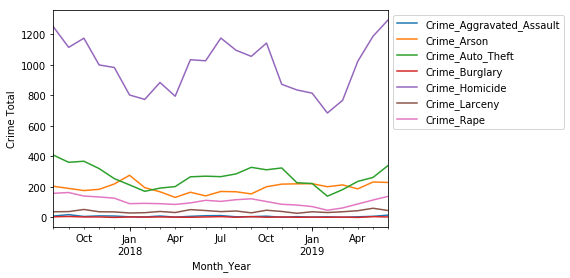 1200
1000
800
600
400
200
0
Crime Total
Oct
Jan
2018
Apr
Jul
Oct
Jan
2019
Apr
Month_Year
Crime_Aggravated_Assault
Crime_Arson
Crime_Auto_Theft
Crime_Burglary
Crime_Homicide
Crime_Larceny
Crime_Rape